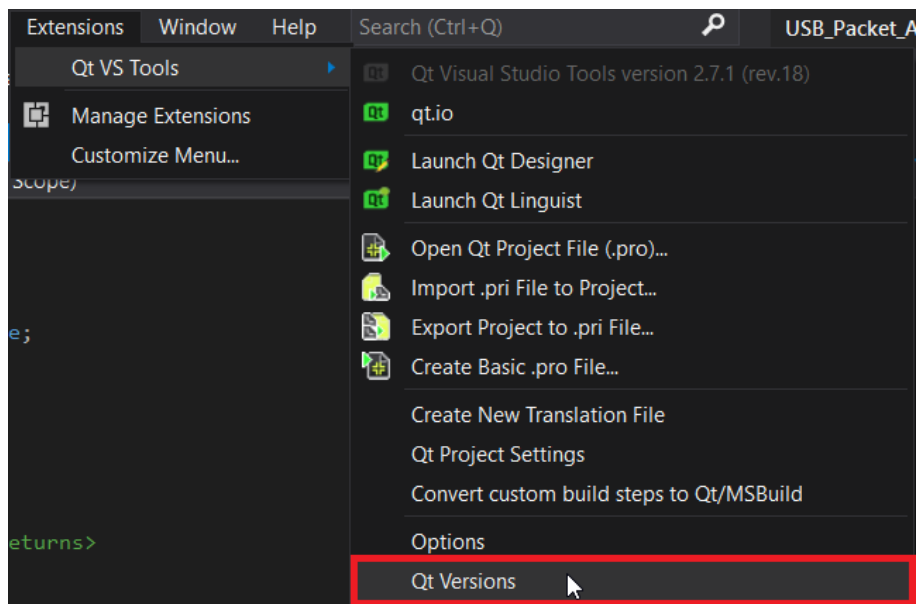 Extensions Window Help Search (Ctrl+Q) USB_Packet_A
Qt VS Tools
Manage Extensions
Customize Menu...
Scope)
e;
eturns>
Qt Visual Studio Tools version 2.7.1 (rev.18)
qt.io
Launch Qt Designer
Launch Qt Linguist
Open Qt Project File (.pro)...
Import .pri File to Project...
Export Project to .pri File...
Create Basic .pro File...
Create New Translation File
Qt Project Settings
Convert custom build steps to Qt/MSBuild
Options
Qt Versions